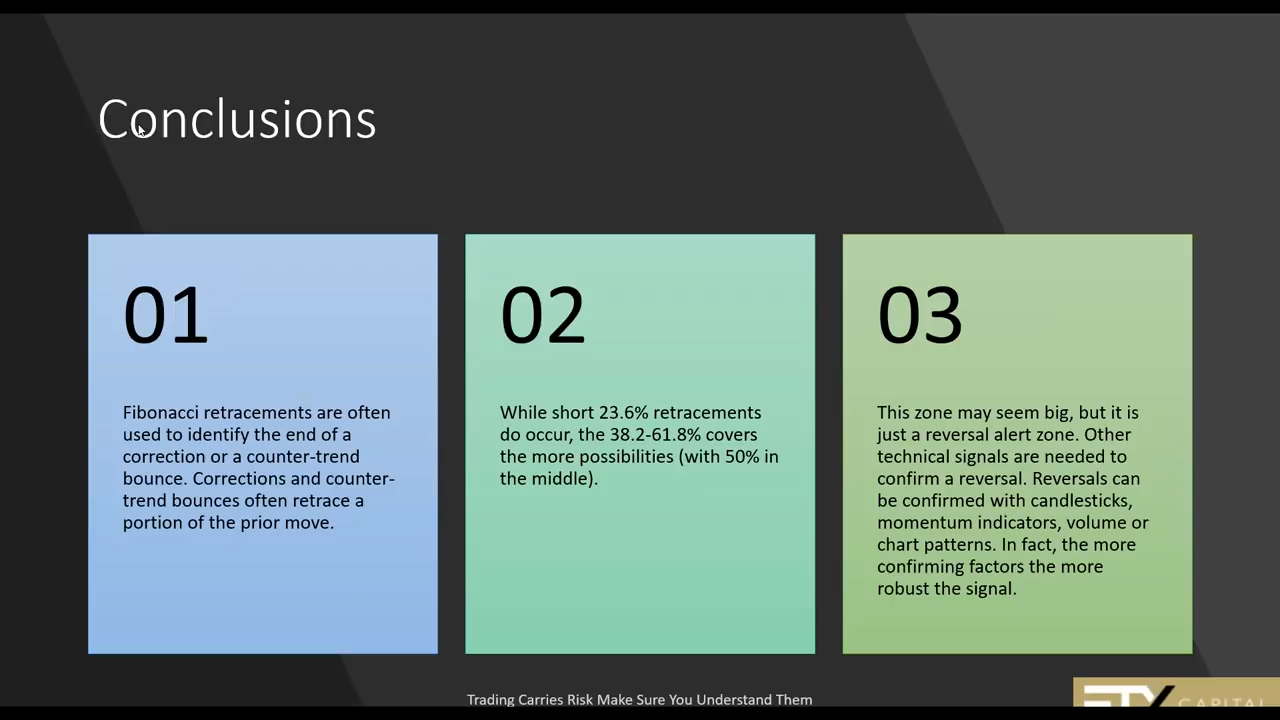 Conclusions
01
Fibonacci retracements are often
used to identify the end of a
correction or a counter-trend
bounce. Corrections and counter-
trend bounces often retrace a
portion of the prior move.
02
While short 23.6% retracements
do occur, the 38.2-61.8% covers
the more possibilities (with 50% in
the middle).
03
This zone may seem big, but it is
just a reversal alert zone. Other
technical signals are needed to
confirm a reversal. Reversals can
be confirmed with candlesticks,
momentum indicators, volume or
chart patterns. In fact, the more
confirming factors the more
robust the signal.
Trading Carries Risk Make Sure You Understand Them
ETX CAPITAL